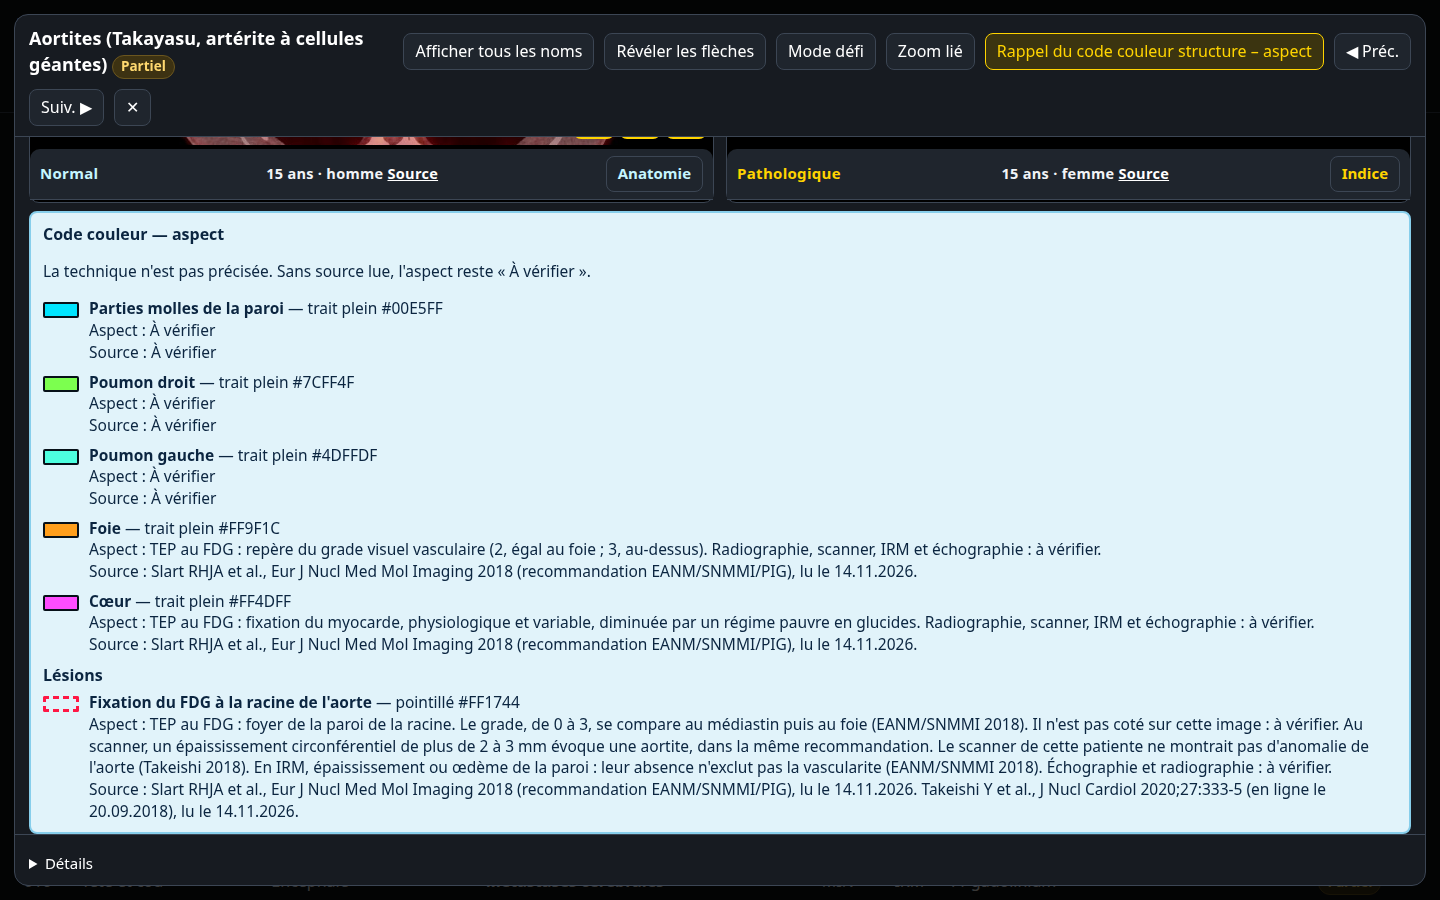 Aortites (Takayasu, artérite à cellules
géantes) Partiel
Afficher tous les noms
Révéler les flèches
Mode défi
Zoom lié
Rappel du code couleur structure – aspect
◀ Préc.
Suiv. ▶
✕
Normal
15 ans · homme Source
Anatomie
Pathologique
15 ans · femme Source
Indice
Code couleur — aspect
La technique n'est pas précisée. Sans source lue, l'aspect reste « À vérifier ».
Parties molles de la paroi — trait plein #00E5FF
Aspect : À vérifier
Source : À vérifier
Poumon droit — trait plein #7CFF4F
Aspect : À vérifier
Source : À vérifier
Poumon gauche — trait plein #4DFFDF
Aspect : À vérifier
Source : À vérifier
Foie — trait plein #FF9F1C
Aspect : TEP au FDG : repère du grade visuel vasculaire (2, égal au foie ; 3, au-dessus). Radiographie, scanner, IRM et échographie : à vérifier.
Source : Slart RHJA et al., Eur J Nucl Med Mol Imaging 2018 (recommandation EANM/SNMMI/PIG), lu le 14.11.2026.
Cœur — trait plein #FF4DFF
Aspect : TEP au FDG : fixation du myocarde, physiologique et variable, diminuée par un régime pauvre en glucides. Radiographie, scanner, IRM et échographie : à vérifier.
Source : Slart RHJA et al., Eur J Nucl Med Mol Imaging 2018 (recommandation EANM/SNMMI/PIG), lu le 14.11.2026.
Lésions
Fixation du FDG à la racine de l'aorte — pointillé #FF1744
Aspect : TEP au FDG : foyer de la paroi de la racine. Le grade, de 0 à 3, se compare au médiastin puis au foie (EANM/SNMMI 2018). Il n'est pas coté sur cette image : à vérifier. Au
scanner, un épaississement circonférentiel de plus de 2 à 3 mm évoque une aortite, dans la même recommandation. Le scanner de cette patiente ne montrait pas d'anomalie de
l'aorte (Takeishi 2018). En IRM, épaississement ou œdème de la paroi : leur absence n'exclut pas la vascularite (EANM/SNMMI 2018). Échographie et radiographie : à vérifier.
Source : Slart RHJA et al., Eur J Nucl Med Mol Imaging 2018 (recommandation EANM/SNMMI/PIG), lu le 14.11.2026. Takeishi Y et al., J Nucl Cardiol 2020;27:333-5 (en ligne le
20.09.2018), lu le 14.11.2026.
▶ Détails